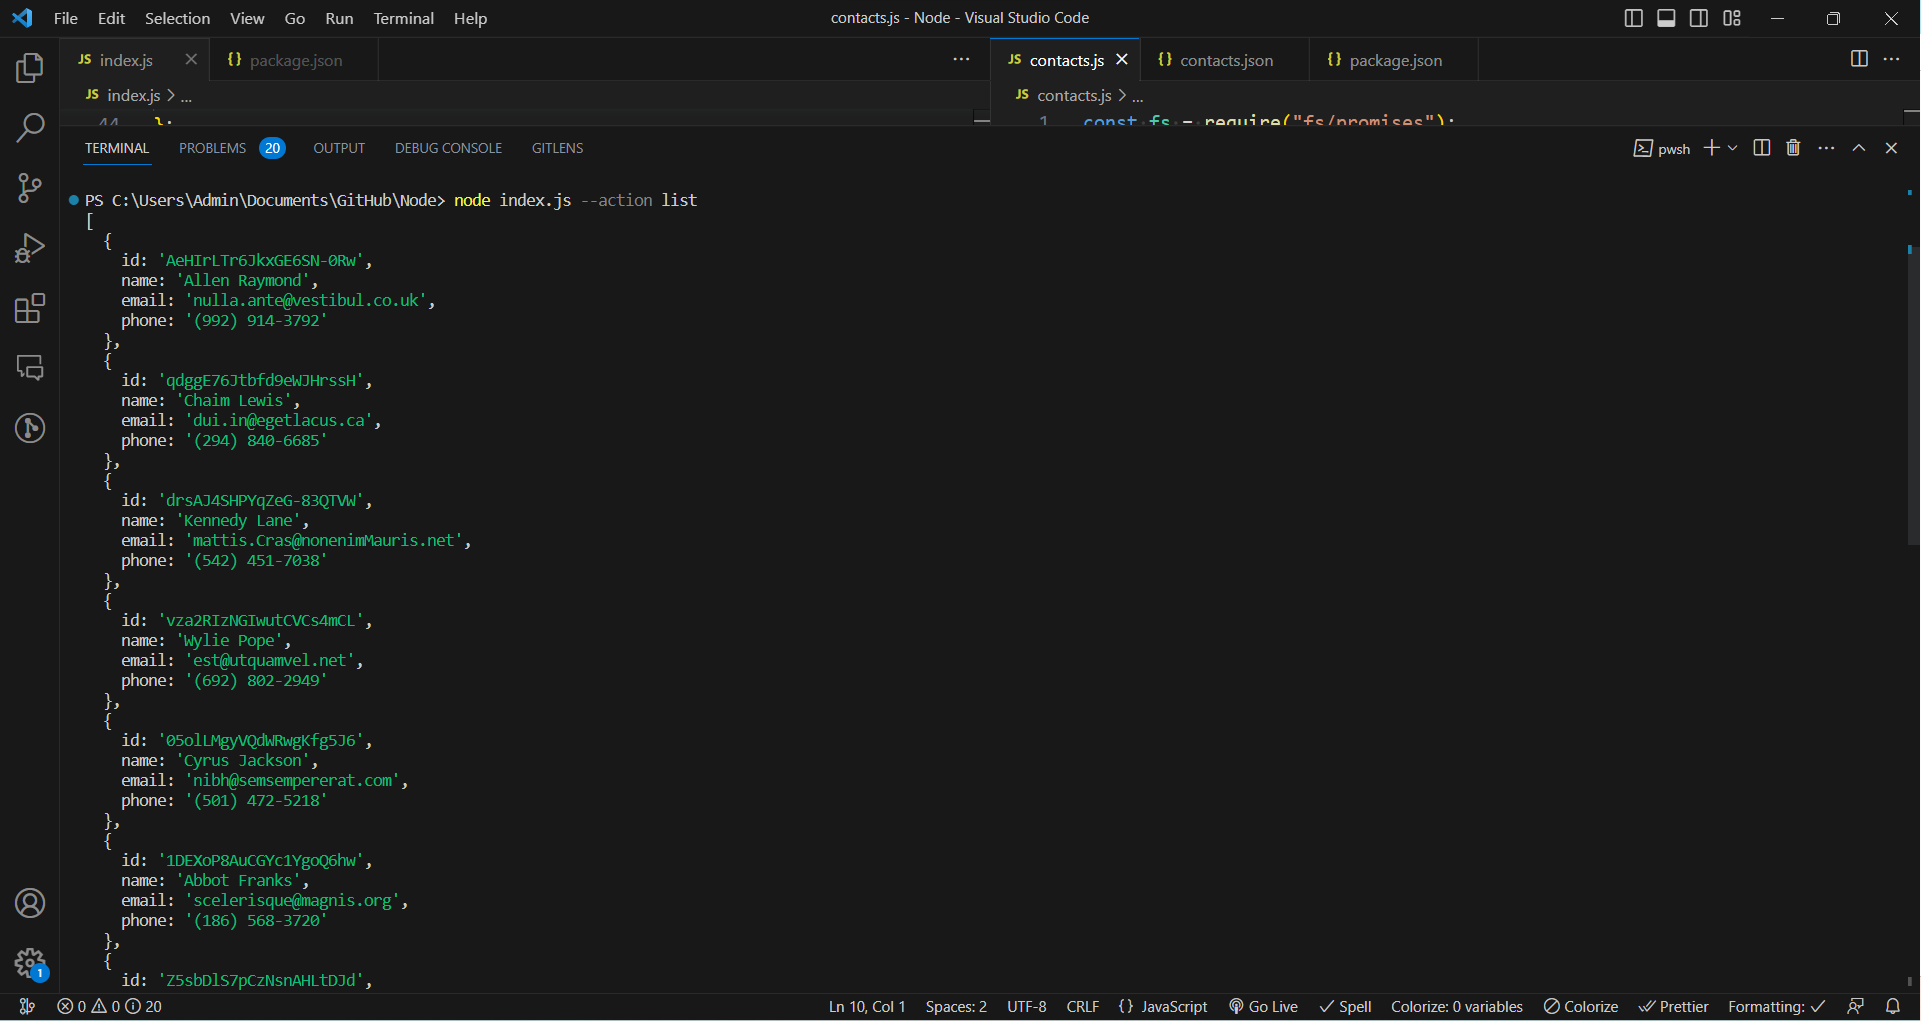 File Edit Selection View Go Run Terminal Help contacts.js - Node - Visual Studio Code
JS index.js {} package.json ... JS contacts.js {} contacts.json {} package.json ...
JS index.js > ... JS contacts.js > ...
44 }; 1 const fs = require("fs/promises");
TERMINAL PROBLEMS 20 OUTPUT DEBUG CONSOLE GITLENS pwsh
PS C:\Users\Admin\Documents\GitHub\Node> node index.js --action list
[
{
id: 'AeHIrLTr6JkxGE6SN-0Rw',
name: 'Allen Raymond',
email: 'nulla.ante@vestibul.co.uk',
phone: '(992) 914-3792'
},
{
id: 'qdggE76Jtbfd9eWJHrssH',
name: 'Chaim Lewis',
email: 'dui.in@egetlacus.ca',
phone: '(294) 840-6685'
},
{
id: 'drsAJ4SHPYqZeG-83QTVW',
name: 'Kennedy Lane',
email: 'mattis.Cras@nonenimMauris.net',
phone: '(542) 451-7038'
},
{
id: 'vza2RIzNGIwutCVCs4mCL',
name: 'Wylie Pope',
email: 'est@utquamvel.net',
phone: '(692) 802-2949'
},
{
id: '05olLMgyVQdWRwgKfg5J6',
name: 'Cyrus Jackson',
email: 'nibh@semsempererat.com',
phone: '(501) 472-5218'
},
{
id: '1DEXoP8AuCGYc1YgoQ6hw',
name: 'Abbot Franks',
email: 'scelerisque@magnis.org',
phone: '(186) 568-3720'
},
{
id: 'Z5sbDlS7pCzNsnAHLtDJd',
1
0 0 20 Ln 10, Col 1 Spaces: 2 UTF-8 CRLF {} JavaScript Go Live Spell Colorize: 0 variables Colorize Prettier Formatting: